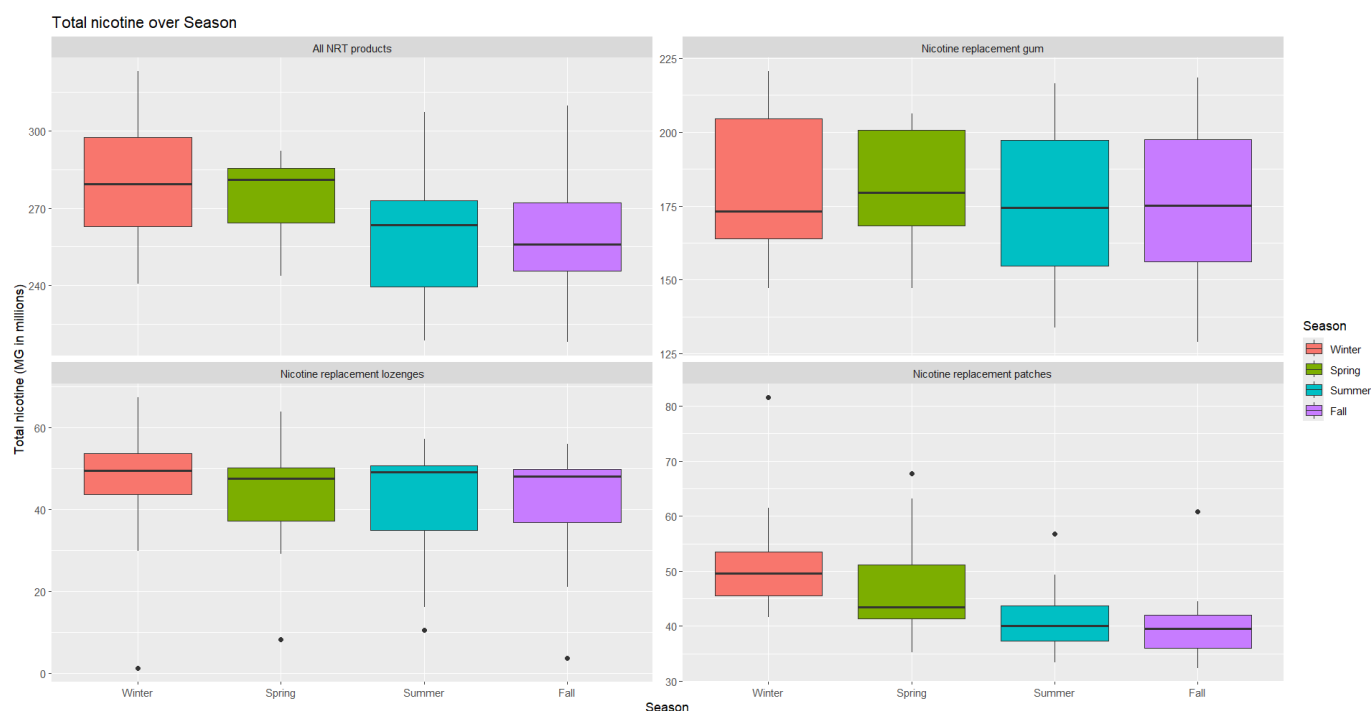 Total nicotine over Season
All NRT products
Nicotine replacement gum
300
270
240
225
200
175
150
125
Total nicotine (MG in millions)
Nicotine replacement lozenges
Nicotine replacement patches
60
40
20
0
80
70
60
50
40
30
Winter
Spring
Summer
Fall
Winter
Spring
Summer
Fall
Season
Season
Winter
Spring
Summer
Fall